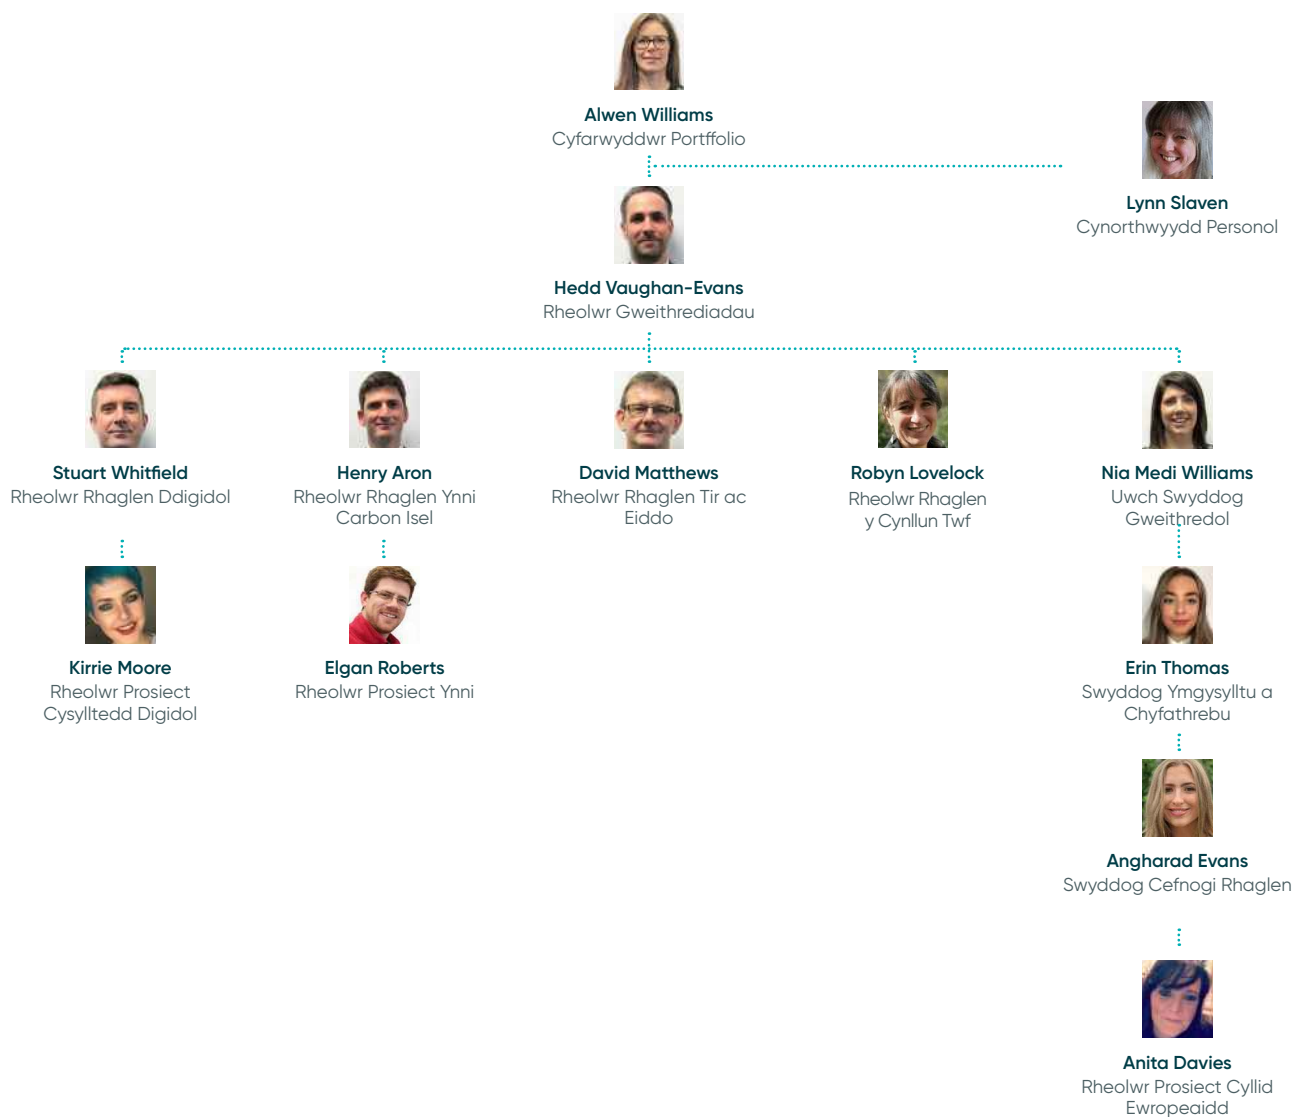 Alwen Williams
Cyfarwyddwr Portffolio
Lynn Slaven
Cynorthwyydd Personol
Hedd Vaughan-Evans
Rheolwr Gweithrediadau
Stuart Whitfield
Rheolwr Rhaglen Ddigidol
Henry Aron
Rheolwr Rhaglen Ynni
Carbon Isel
David Matthews
Rheolwr Rhaglen Tir ac
Eiddo
Robyn Lovelock
Rheolwr Rhaglen
y Cynllun Twf
Nia Medi Williams
Uwch Swyddog
Gweithredol
Kirrie Moore
Rheolwr Prosiect
Cysylltedd Digidol
Elgan Roberts
Rheolwr Prosiect Ynni
Erin Thomas
Swyddog Ymgysylltu a
Chyfathrebu
Angharad Evans
Swyddog Cefnogi Rhaglen
Anita Davies
Rheolwr Prosiect Cyllid
Ewropeaidd